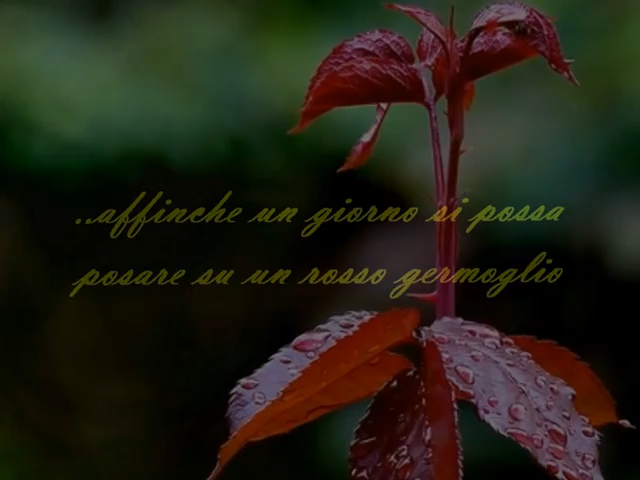 ..affinche un giorno si possa
posare su un rosso germoglio